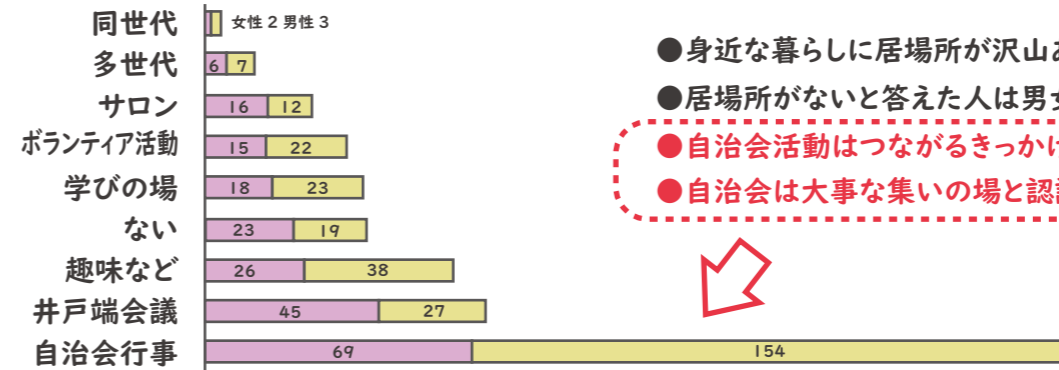 同世代 女性 2 男性 3
多世代 6 7
サロン 16 12
ボランティア活動 15 22
学びの場 18 23
ない 23 19
趣味など 26 38
井戸端会議 45 27
自治会行事 69 154
●身近な暮らしに居場所が沢山
●居場所がないと答えた人は男
●自治会活動はつながるきっか
●自治会は大事な集いの場と認